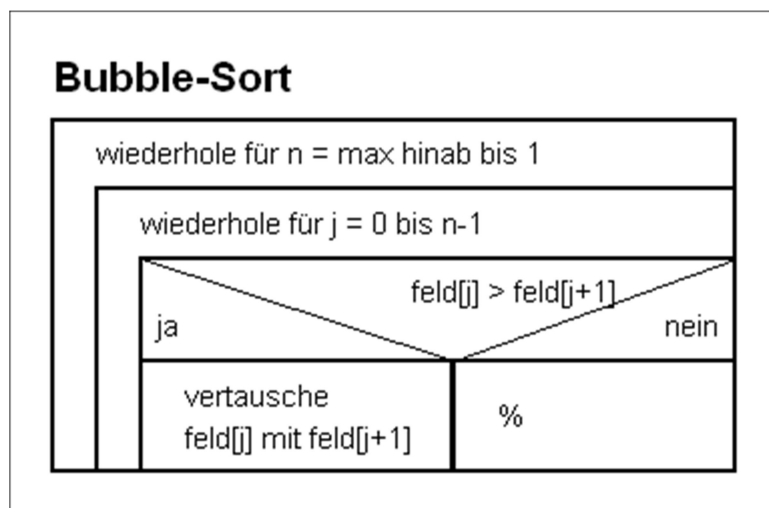 Bubble-Sort
wiederhole für n = max hinab bis 1
wiederhole für j = 0 bis n-1
feld[j] > feld[j+1]
ja
nein
vertausche
feld[j] mit feld[j+1]
%